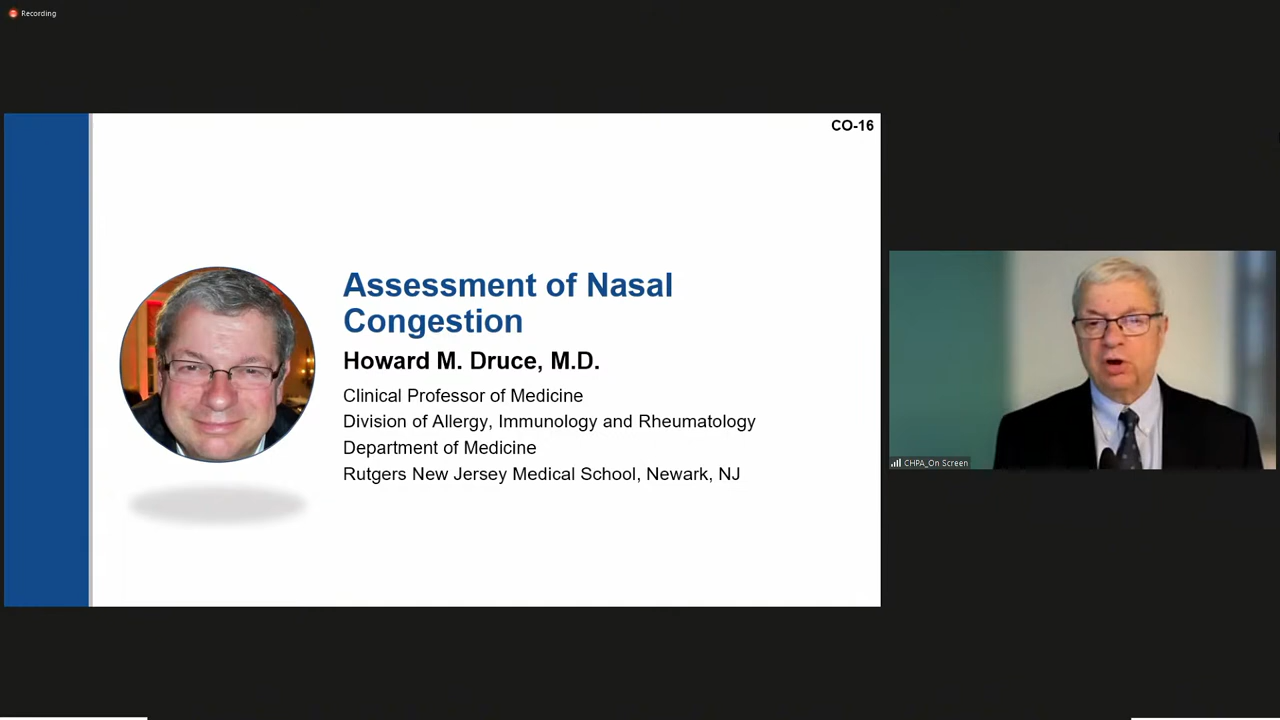 Recording
CO-16
Assessment of Nasal
Congestion
Howard M. Druce, M.D.
Clinical Professor of Medicine
Division of Allergy, Immunology and Rheumatology
Department of Medicine
Rutgers New Jersey Medical School, Newark, NJ
CHPA_On Screen